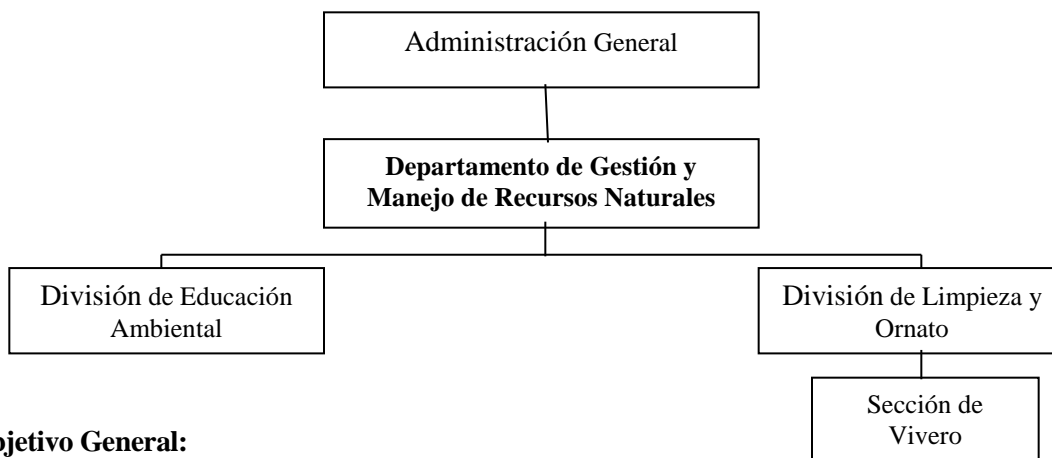 Administración General
Departamento de Gestión y
Manejo de Recursos Naturales
División de Educación
Ambiental
División de Limpieza y
Ornato
Sección de
Vivero
jetivo General: